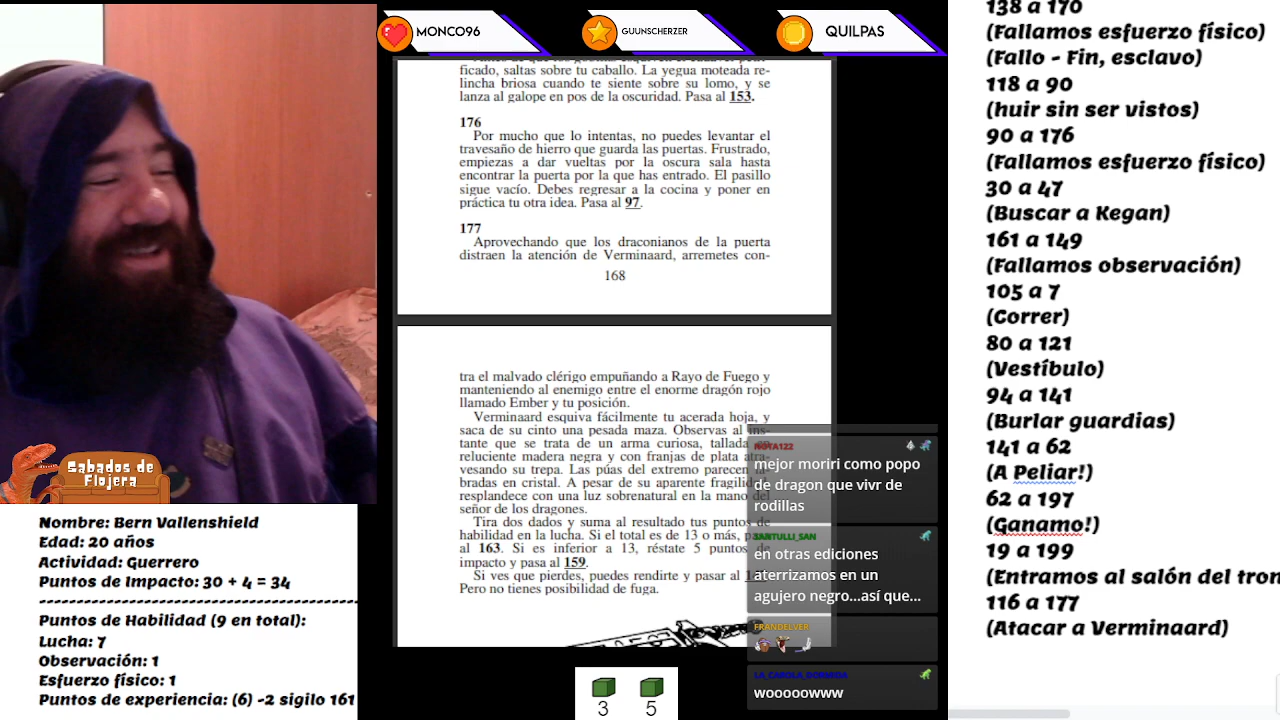 MONCO96
GUUNSCHERZER
QUILPAS
ficado, saltas sobre tu caballo. La yegua moteada re-
lincha briosa cuando te siente sobre su lomo, y se
lanza al galope en pos de la oscuridad. Pasa al 153.
176
Por mucho que lo intentas, no puedes levantar el
travesaño de hierro que guarda las puertas. Frustrado,
empiezas a dar vueltas por la oscura sala hasta
encontrar la puerta por la que has entrado. El pasillo
sigue vacío. Debes regresar a la cocina y poner en
práctica tu otra idea. Pasa al 97.
177
Aprovechando que los draconianos de la puerta
distraen la atención de Verminaard, arremetes con-
168
tra el malvado clérigo empuñando a Rayo de Fuego y
manteniendo al enemigo entre el enorme dragón rojo
llamado Ember y tu posición.
Verminaard esquiva fácilmente tu acerada hoja, y
saca de su cinto una pesada maza. Observas al ins-
tante que se trata de un arma curiosa, tallada
reluciente madera negra y con franjas de plata atra-
vesando su trepa. Las púas del extremo parecen
bradas en cristal. A pesar de su aparente fragilid
resplandece con una luz sobrenatural en la mano del
señor de los dragones.
Tira dos dados y suma al resultado tus puntos de
habilidad en la lucha. Si el total es de 13 o más, p
al 163. Si es inferior a 13, réstate 5 puntos de
impacto y pasa al 159.
Si ves que pierdes, puedes rendirte y pasar al
Pero no tienes posibilidad de fuga.
3 5
mejor moriri como popo
de dragon que vivr de
rodillas
SANTULLI_SAN
en otras ediciones
aterrizamos en un
agujero negro...así que...
FRANDELVER
wooooowww
138 a 170
(Fallamos esfuerzo físico)
(Fallo - Fin, esclavo)
118 a 90
(huir sin ser vistos)
90 a 176
(Fallamos esfuerzo físico)
30 a 47
(Buscar a Kegan)
161 a 149
(Fallamos observación)
105 a 7
(Correr)
80 a 121
(Vestíbulo)
94 a 141
(Burlar guardias)
141 a 62
(A Peliar!)
62 a 197
(Ganamo!)
19 a 199
(Entramos al salón del tron
116 a 177
(Atacar a Verminaard)
Sabados de
Flojera
Nombre: Bern Vallenshield
Edad: 20 años
Actividad: Guerrero
Puntos de Impacto: 30 + 4 = 34
Puntos de Habilidad (9 en total):
Lucha: 7
Observación: 1
Esfuerzo físico: 1
Puntos de experiencia: (6) -2 sigilo 161